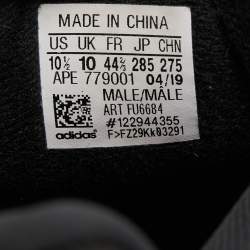 MADE IN CHINA
US UK FR JP CHN
10½ 10 44⅔ 285 275
APE 779001 04/19
MALE/MÂLE
ART FU6684
#122944355
adidas F>FZ29Kk03291